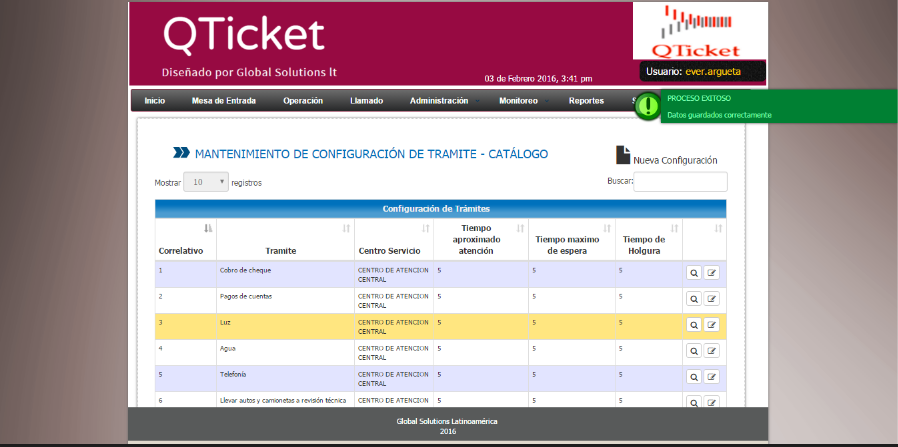 QTicket
Diseñado por Global Solutions It
03 de Febrero 2016, 3:41 pm
QTicket
Usuario: ever.argueta
Inicio Mesa de Entrada Operación Llamado Administración Monitoreo Reportes S
PROCESO EXITOSO
Datos guardados correctamente
MANTENIMIENTO DE CONFIGURACIÓN DE TRAMITE - CATÁLOGO
Nueva Configuración
Mostrar 10 registros
Buscar:
Configuración de Trámites
Correlativo Tramite Centro Servicio Tiempo aproximado atención Tiempo maximo de espera Tiempo de Holgura
1 Cobro de cheque CENTRO DE ATENCION CENTRAL 5 5 5
2 Pagos de cuentas CENTRO DE ATENCION CENTRAL 5 5 5
3 Luz CENTRO DE ATENCION CENTRAL 5 5 5
4 Agua CENTRO DE ATENCION CENTRAL 5 5 5
5 Telefonía CENTRO DE ATENCION CENTRAL 5 5 5
6 Llevar autos y camionetas a revisión técnica CENTRO DE ATENCION 5 5 5
Global Solutions Latinoamérica
2016